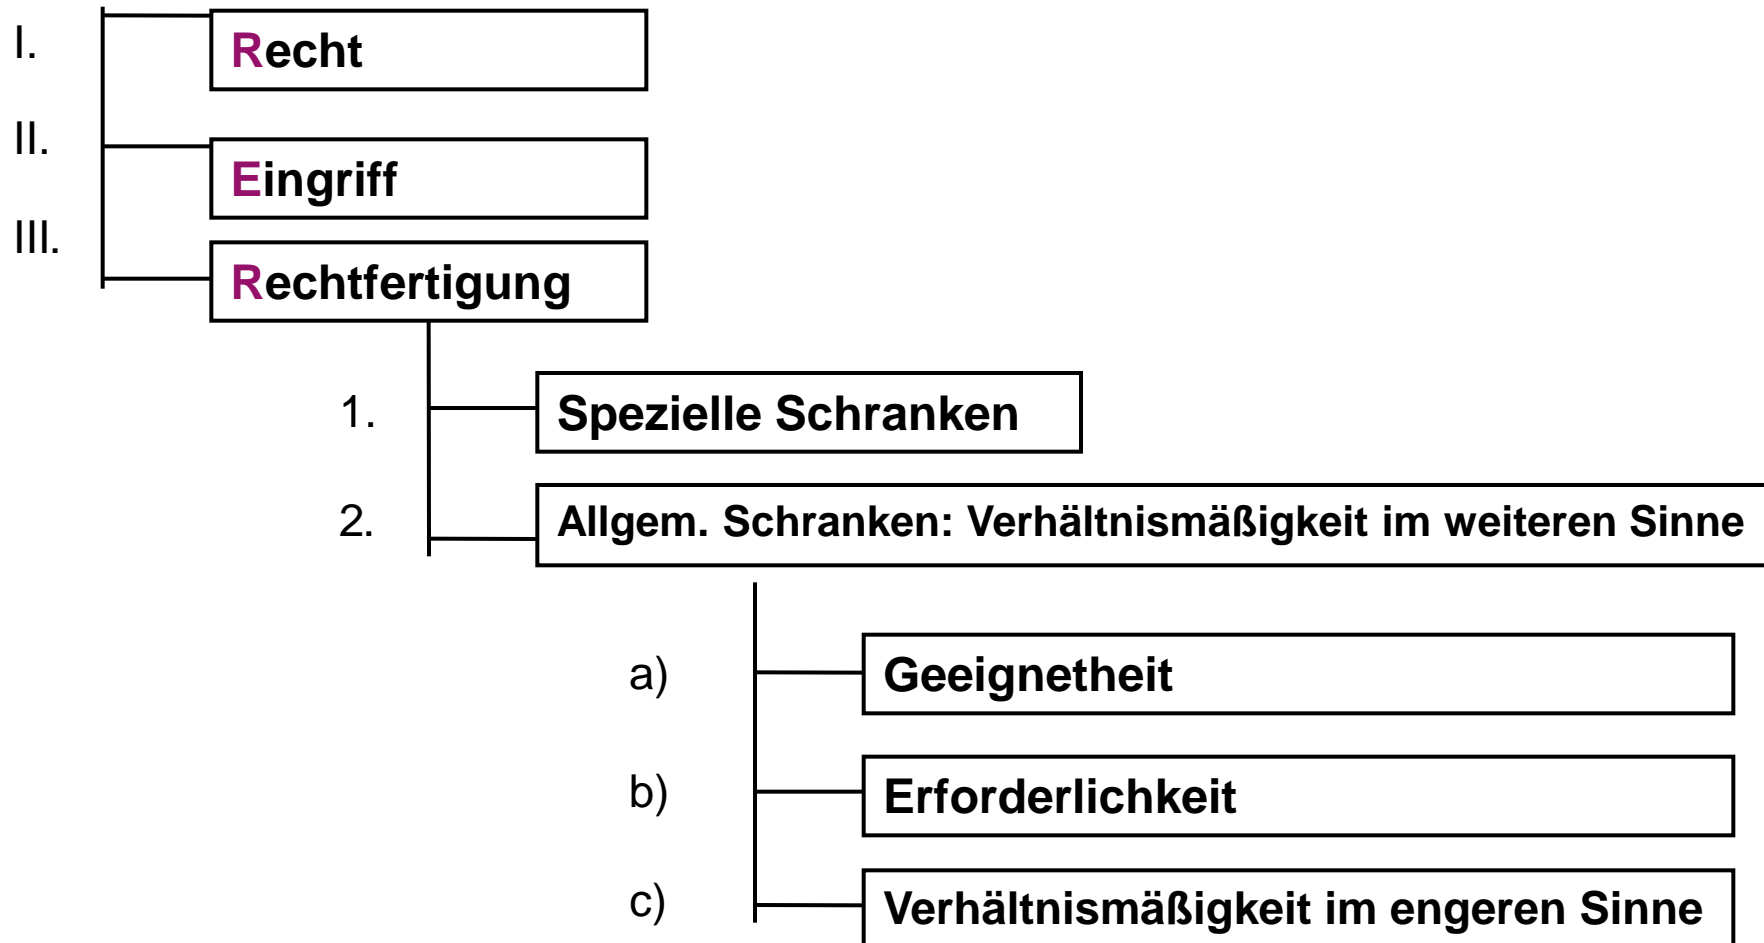 I. Recht
II. Eingriff
III. Rechtfertigung
1. Spezielle Schranken
2. Allgem. Schranken: Verhältnismäßigkeit im weiteren Sinne
a) Geeignetheit
b) Erforderlichkeit
c) Verhältnismäßigkeit im engeren Sinne